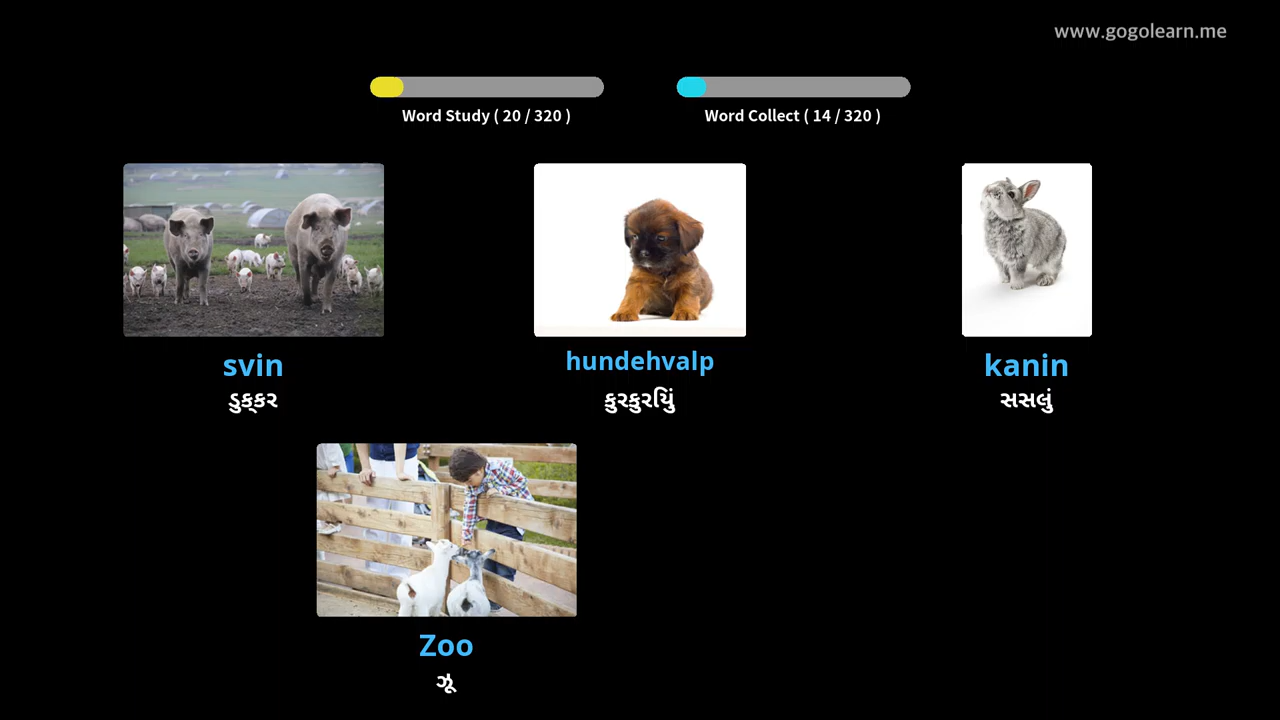 www.gogolearn.me
Word Study ( 20 / 320 )
Word Collect ( 14 / 320 )
svin
ડુક્કર
hundehvalp
કુરકુરિયું
kanin
સસલું
Zoo
ઝૂ